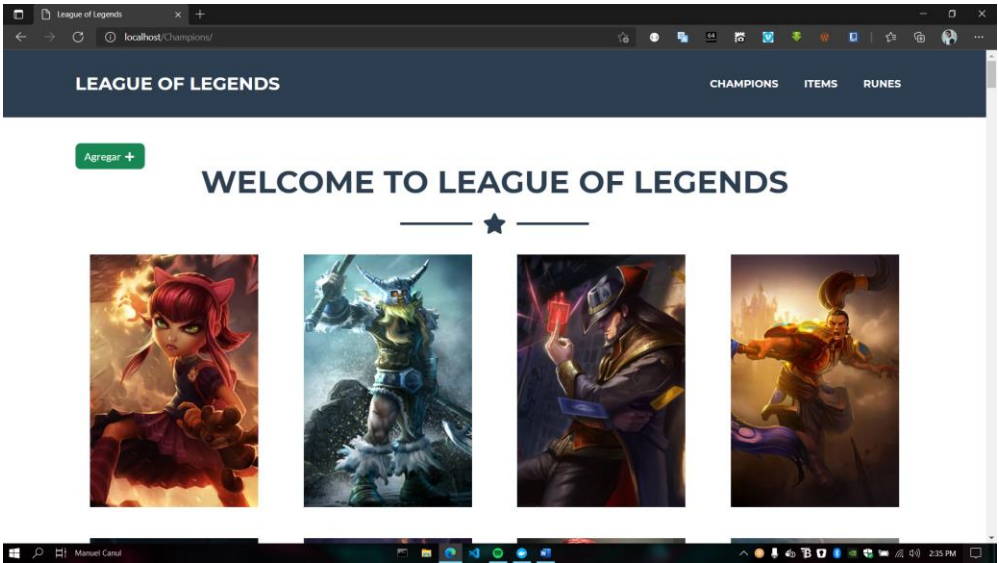 League of Legends
localhost/Champions/
64
LEAGUE OF LEGENDS
CHAMPIONS ITEMS RUNES
Agregar +
WELCOME TO LEAGUE OF LEGENDS
Manuel Canul
2:35 PM